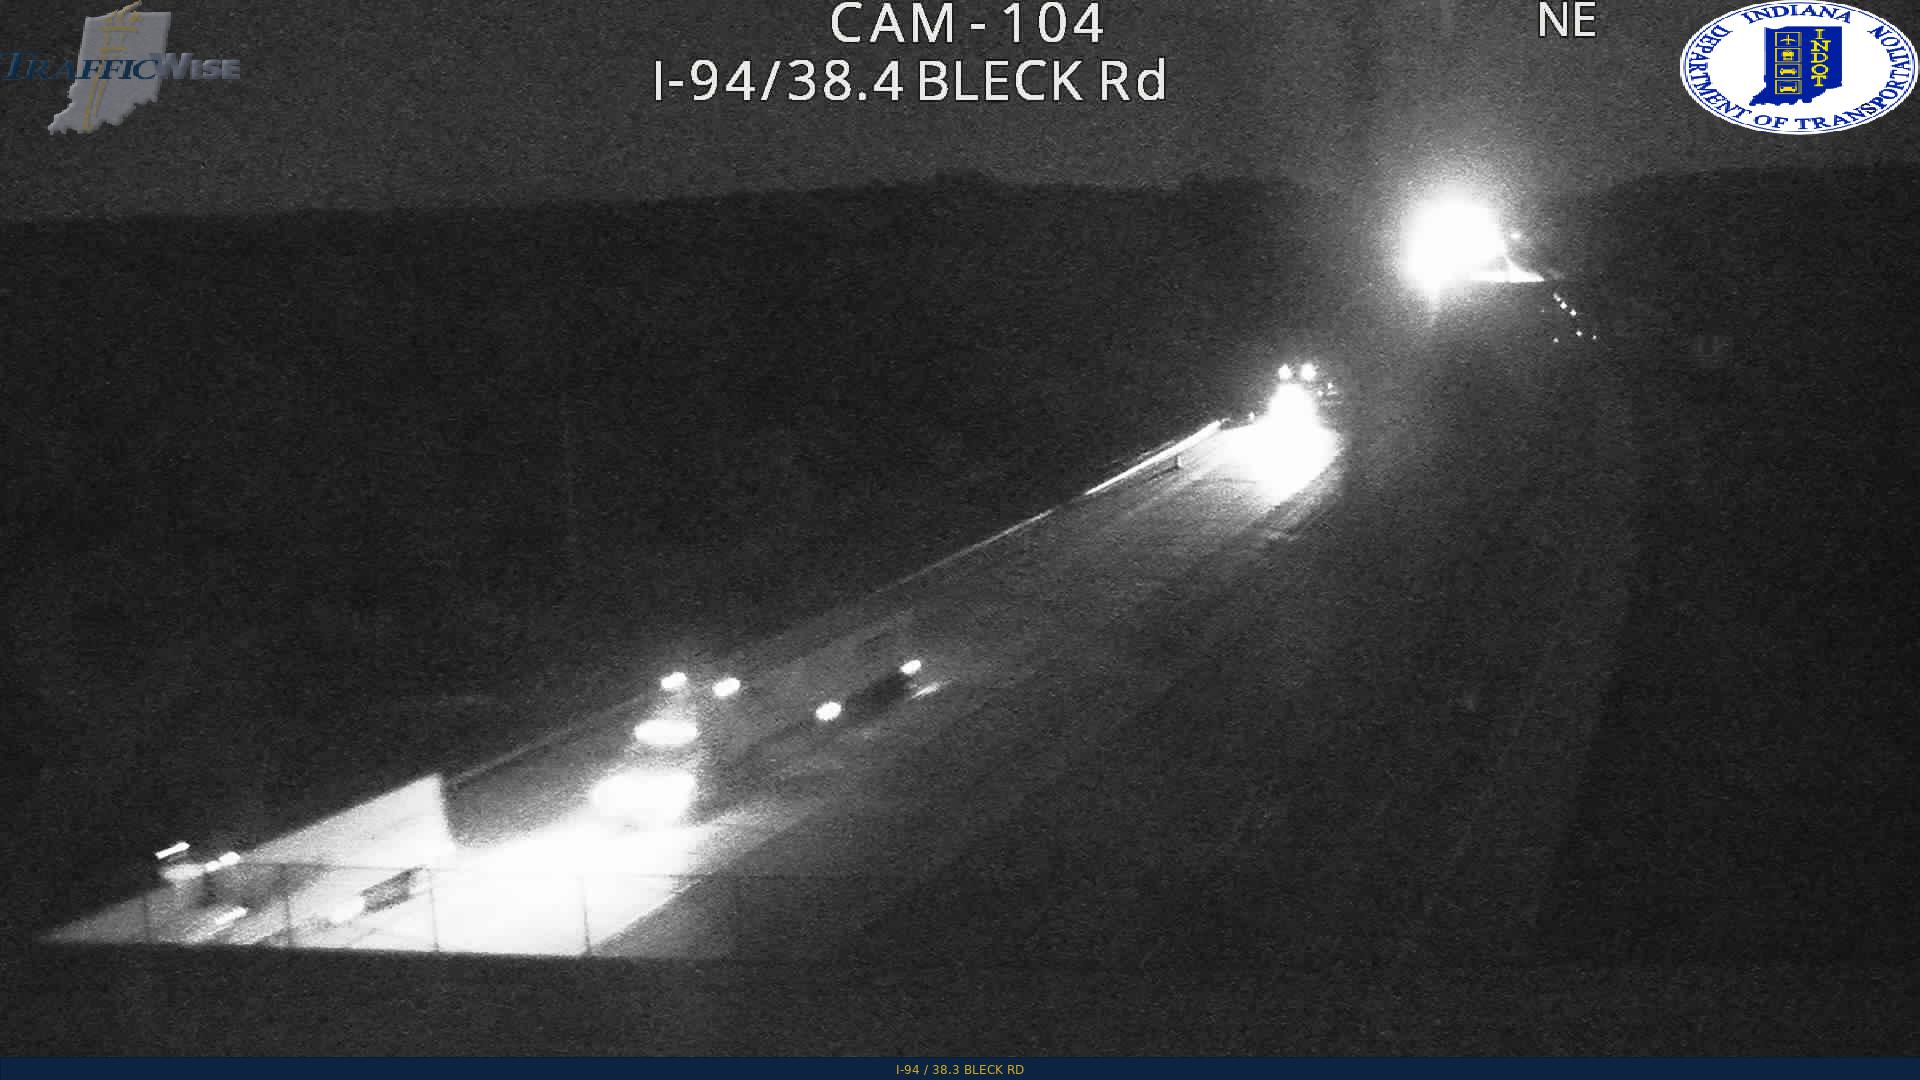 CAM-104
NE
I-94/38.4 BLECK Rd
TRAFFICWISE
INDIANA
DEPARTMENT OF TRANSPORTATION
INDOT
I-94 / 38.3 BLECK RD